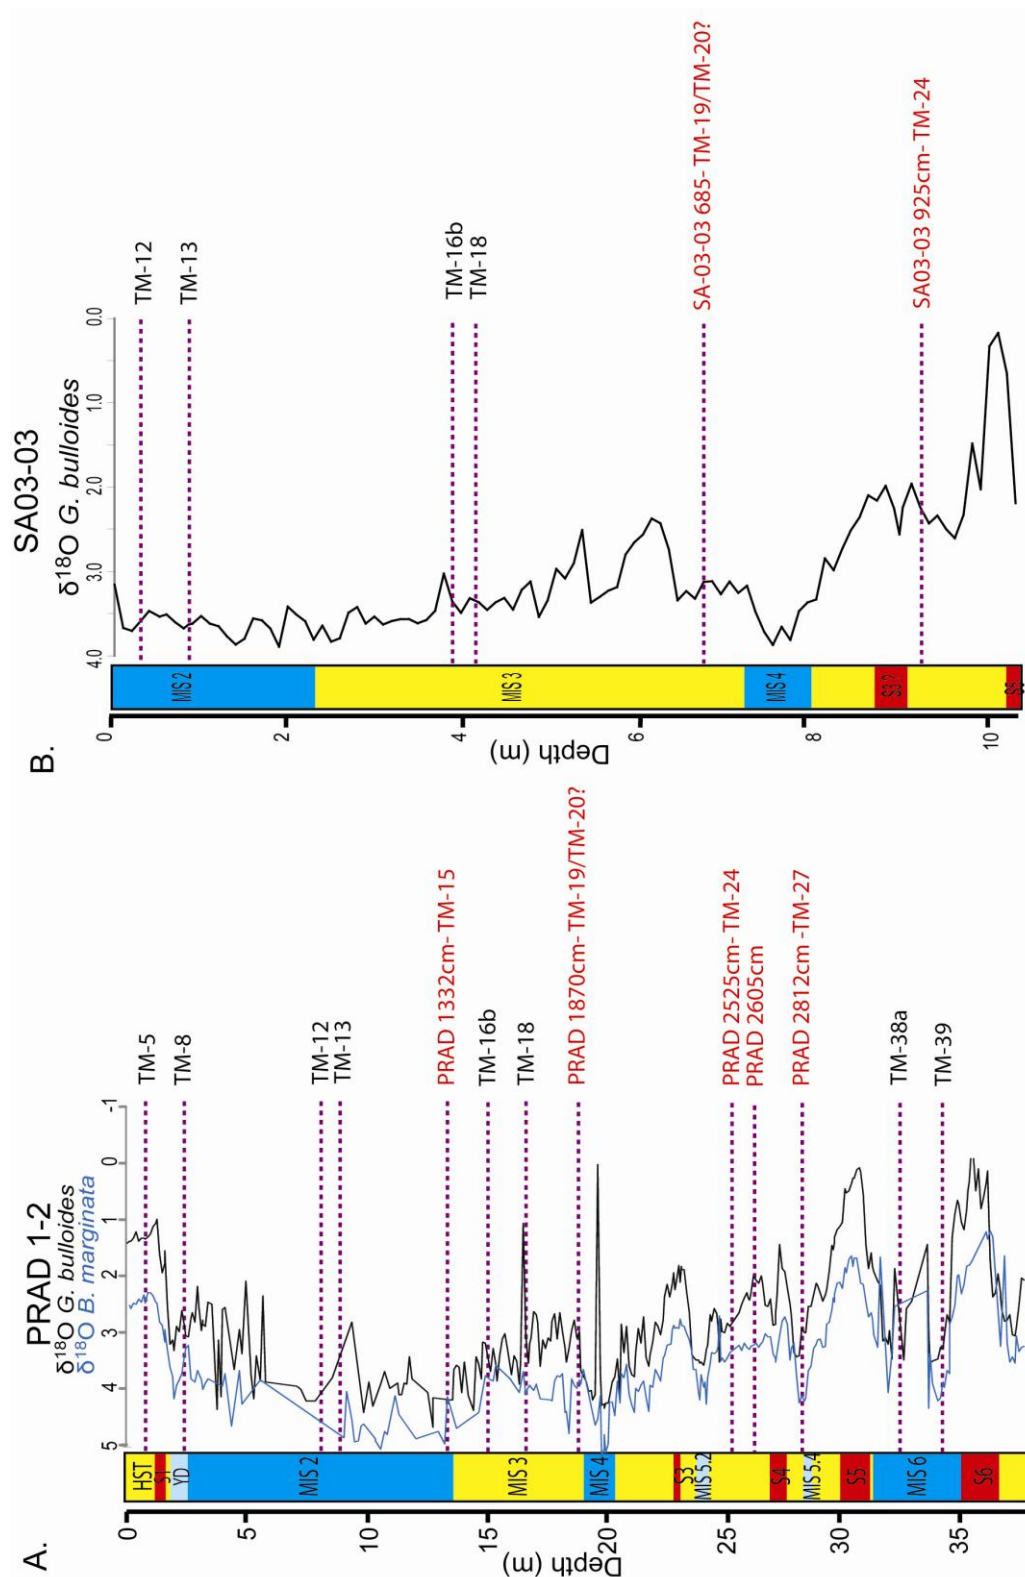 A.
PRAD 1-2
δ¹⁸O G. bulloides
δ¹⁸O B. marginata
-1
0
1
2
3
4
5
TM-5
TM-8
TM-12
TM-13
PRAD 1332cm- TM-15
TM-16b
TM-18
PRAD 1870cm- TM-19/TM-20?
PRAD 2525cm- TM-24
PRAD 2605cm
PRAD 2812cm -TM-27
TM-38a
TM-39
HST
S1
YD
MIS 2
MIS 3
MIS 4
S3
MIS 5.2
S4
MIS 5.4
S5
MIS 6
S6
0
5
10
15
20
25
30
35
Depth (m)
B.
SA03-03
δ¹⁸O G. bulloides
0.0
1.0
2.0
3.0
4.0
TM-12
TM-13
TM-16b
TM-18
SA-03-03 685- TM-19/TM-20?
SA03-03 925cm- TM-24
MIS 2
MIS 3
MIS 4
S3 ?
S5
0
2
4
6
8
10
Depth (m)